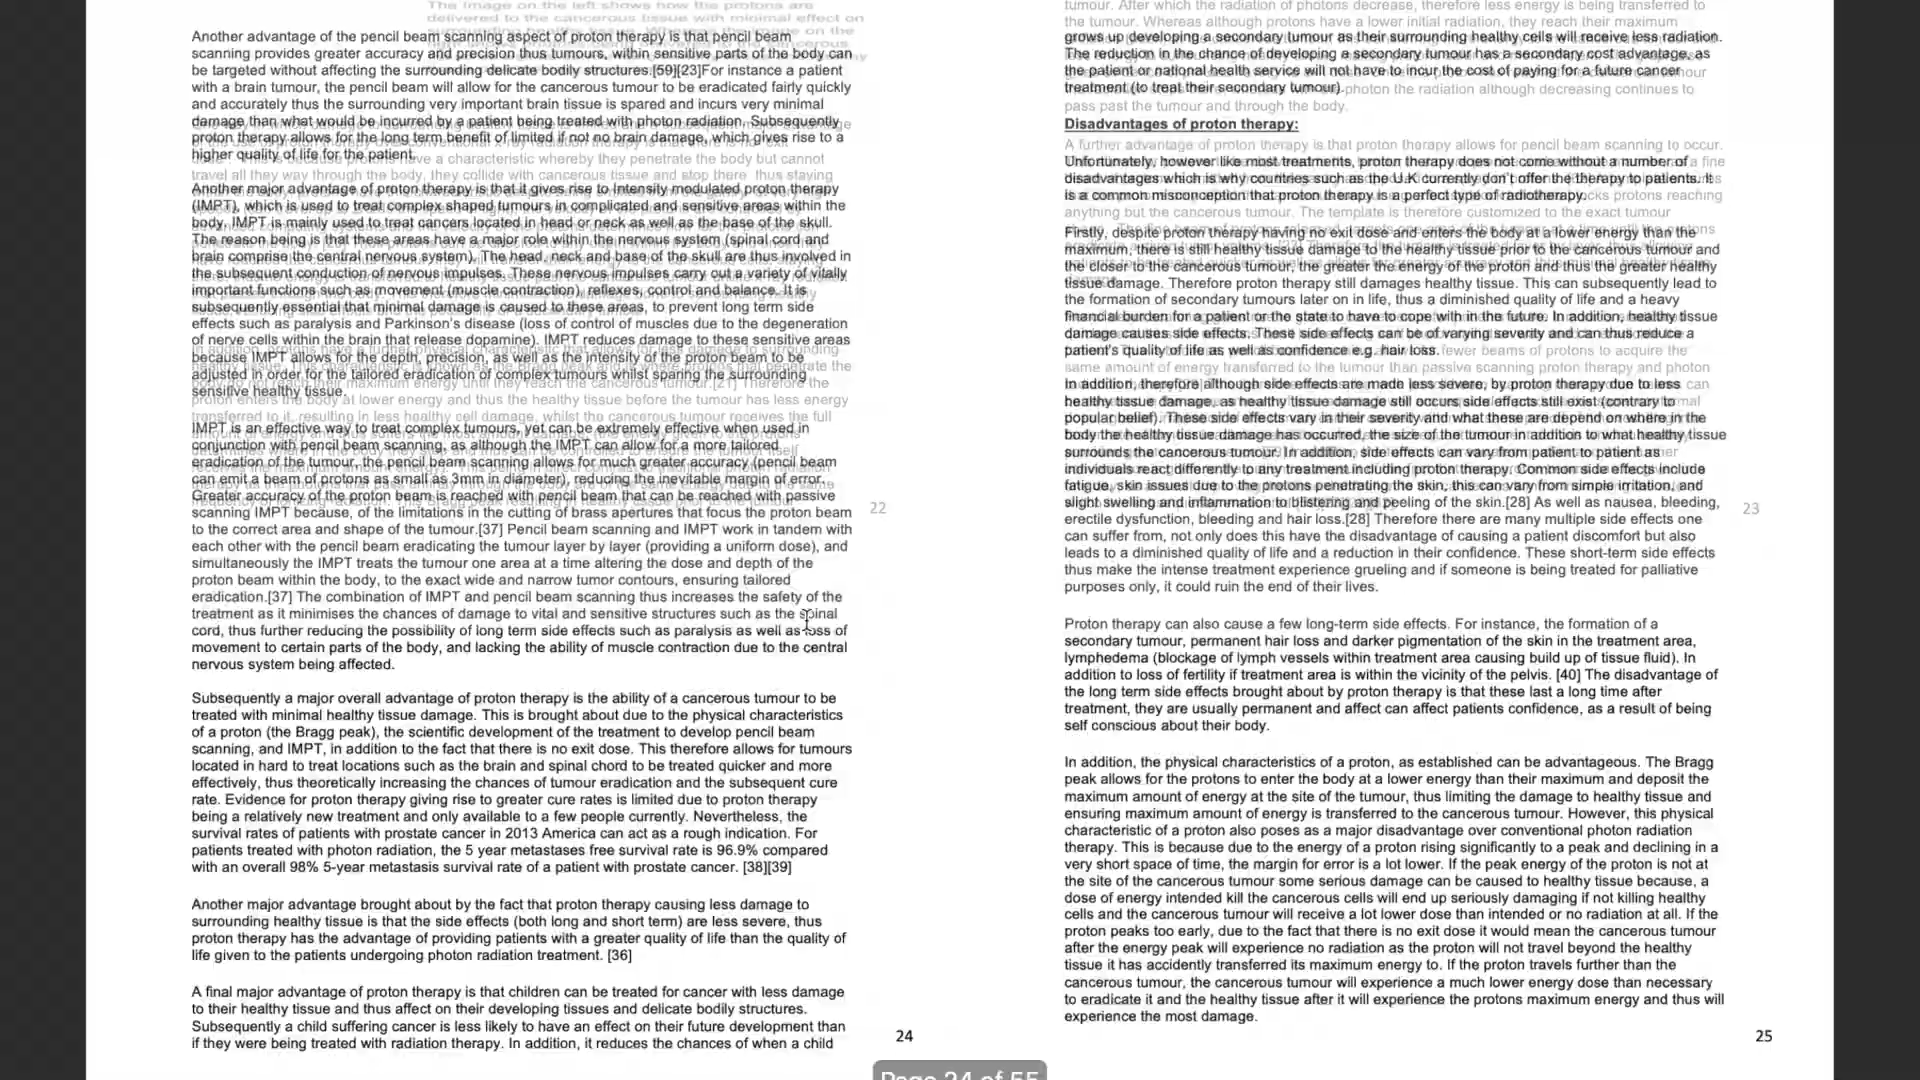 Another advantage of the pencil beam scanning aspect of proton therapy is that pencil beam
scanning provides greater accuracy and precision thus tumours, within sensitive parts of the body can
be targeted without affecting the surrounding delicate bodily structures.[59][23]For instance a patient
with a brain tumour, the pencil beam will allow for the cancerous tumour to be eradicated fairly quickly
and accurately thus the surrounding very important brain tissue is spared and incurs very minimal
damage than what would be incurred by a patient being treated with photon radiation. Subsequently
proton therapy allows for the long term benefit of limited if not no brain damage, which gives rise to a
higher quality of life for the patient.
Another major advantage of proton therapy is that it gives rise to Intensity modulated proton therapy
(IMPT), which is used to treat complex shaped tumours in complicated and sensitive areas within the
body. IMPT is mainly used to treat cancers located in head or neck as well as the base of the skull.
The reason being is that these areas have a major role within the nervous system (spinal cord and
brain comprise the central nervous system). The head, neck and base of the skull are thus involved in
the subsequent conduction of nervous impulses. These nervous impulses carry out a variety of vitally
important functions such as movement (muscle contraction), reflexes, control and balance. It is
subsequently essential that minimal damage is caused to these areas, to prevent long term side
effects such as paralysis and Parkinson's disease (loss of control of muscles due to the degeneration
of nerve cells within the brain that release dopamine). IMPT reduces damage to these sensitive areas
because IMPT allows for the depth, precision, as well as the intensity of the proton beam to be
adjusted in order for the tailored eradication of complex tumours whilst sparing the surrounding
sensitive healthy tissue.
IMPT is an effective way to treat complex tumours, yet can be extremely effective when used in
conjunction with pencil beam scanning, as although the IMPT can allow for a more tailored
eradication of the tumour, the pencil beam scanning allows for much greater accuracy (pencil beam
can emit a beam of protons as small as 3mm in diameter), reducing the inevitable margin of error.
Greater accuracy of the proton beam is reached with pencil beam that can be reached with passive
scanning IMPT because, of the limitations in the cutting of brass apertures that focus the proton beam
to the correct area and shape of the tumour.[37] Pencil beam scanning and IMPT work in tandem with
each other with the pencil beam eradicating the tumour layer by layer (providing a uniform dose), and
simultaneously the IMPT treats the tumour one area at a time altering the dose and depth of the
proton beam within the body, to the exact wide and narrow tumor contours, ensuring tailored
eradication.[37] The combination of IMPT and pencil beam scanning thus increases the safety of the
treatment as it minimises the chances of damage to vital and sensitive structures such as the spinal
cord, thus further reducing the possibility of long term side effects such as paralysis as well as loss of
movement to certain parts of the body, and lacking the ability of muscle contraction due to the central
nervous system being affected.
Subsequently a major overall advantage of proton therapy is the ability of a cancerous tumour to be
treated with minimal healthy tissue damage. This is brought about due to the physical characteristics
of a proton (the Bragg peak), the scientific development of the treatment to develop pencil beam
scanning, and IMPT, in addition to the fact that there is no exit dose. This therefore allows for tumours
located in hard to treat locations such as the brain and spinal chord to be treated quicker and more
effectively, thus theoretically increasing the chances of tumour eradication and the subsequent cure
rate. Evidence for proton therapy giving rise to greater cure rates is limited due to proton therapy
being a relatively new treatment and only available to a few people currently. Nevertheless, the
survival rates of patients with prostate cancer in 2013 America can act as a rough indication. For
patients treated with photon radiation, the 5 year metastases free survival rate is 96.9% compared
with an overall 98% 5-year metastasis survival rate of a patient with prostate cancer. [38][39]
Another major advantage brought about by the fact that proton therapy causing less damage to
surrounding healthy tissue is that the side effects (both long and short term) are less severe, thus
proton therapy has the advantage of providing patients with a greater quality of life than the quality of
life given to the patients undergoing photon radiation treatment. [36]
A final major advantage of proton therapy is that children can be treated for cancer with less damage
to their healthy tissue and thus affect on their developing tissues and delicate bodily structures.
Subsequently a child suffering cancer is less likely to have an effect on their future development than
if they were being treated with radiation therapy. In addition, it reduces the chances of when a child
22
24
grows up developing a secondary tumour as their surrounding healthy cells will receive less radiation.
The reduction in the chance of developing a secondary tumour has a secondary cost advantage, as
the patient or national health service will not have to incur the cost of paying for a future cancer
treatment (to treat their secondary tumour).
pass past the tumour and through the body.
Disadvantages of proton therapy:
A further advantage of proton therapy is that proton therapy allows for pencil beam scanning to occur.
Unfortunately, however like most treatments, proton therapy does not come without a number of
disadvantages which is why countries such as the U.K currently don't offer the therapy to patients. It
is a common misconception that proton therapy is a perfect type of radiotherapy.
anything but the cancerous tumour. The template is therefore customized to the exact tumour
Firstly, despite proton therapy having no exit dose and enters the body at a lower energy than the
maximum, there is still healthy tissue damage to the healthy tissue prior to the cancerous tumour and
the closer to the cancerous tumour, the greater the energy of the proton and thus the greater healthy
tissue damage. Therefore proton therapy still damages healthy tissue. This can subsequently lead to
the formation of secondary tumours later on in life, thus a diminished quality of life and a heavy
financial burden for a patient or the state to have to cope with in the future. In addition, healthy tissue
damage causes side effects. These side effects can be of varying severity and can thus reduce a
patient's quality of life as well as confidence e.g. hair loss.
same amount of energy transferred to the tumour than passive scanning proton therapy and photon
In addition, therefore although side effects are made less severe, by proton therapy due to less
healthy tissue damage, as healthy tissue damage still occurs side effects still exist (contrary to
popular belief). These side effects vary in their severity and what these are depend on where in the
body the healthy tissue damage has occurred, the size of the tumour in addition to what healthy tissue
surrounds the cancerous tumour. In addition, side effects can vary from patient to patient as
individuals react differently to any treatment including proton therapy. Common side effects include
fatigue, skin issues due to the protons penetrating the skin, this can vary from simple irritation, and
slight swelling and inflammation to blistering and peeling of the skin.[28] As well as nausea, bleeding,
erectile dysfunction, bleeding and hair loss.[28] Therefore there are many multiple side effects one
can suffer from, not only does this have the disadvantage of causing a patient discomfort but also
leads to a diminished quality of life and a reduction in their confidence. These short-term side effects
thus make the intense treatment experience grueling and if someone is being treated for palliative
purposes only, it could ruin the end of their lives.
23
Proton therapy can also cause a few long-term side effects. For instance, the formation of a
secondary tumour, permanent hair loss and darker pigmentation of the skin in the treatment area,
lymphedema (blockage of lymph vessels within treatment area causing build up of tissue fluid). In
addition to loss of fertility if treatment area is within the vicinity of the pelvis. [40] The disadvantage of
the long term side effects brought about by proton therapy is that these last a long time after
treatment, they are usually permanent and affect can affect patients confidence, as a result of being
self conscious about their body.
In addition, the physical characteristics of a proton, as established can be advantageous. The Bragg
peak allows for the protons to enter the body at a lower energy than their maximum and deposit the
maximum amount of energy at the site of the tumour, thus limiting the damage to healthy tissue and
ensuring maximum amount of energy is transferred to the cancerous tumour. However, this physical
characteristic of a proton also poses as a major disadvantage over conventional photon radiation
therapy. This is because due to the energy of a proton rising significantly to a peak and declining in a
very short space of time, the margin for error is a lot lower. If the peak energy of the proton is not at
the site of the cancerous tumour some serious damage can be caused to healthy tissue because, a
dose of energy intended kill the cancerous cells will end up seriously damaging if not killing healthy
cells and the cancerous tumour will receive a lot lower dose than intended or no radiation at all. If the
proton peaks too early, due to the fact that there is no exit dose it would mean the cancerous tumour
after the energy peak will experience no radiation as the proton will not travel beyond the healthy
tissue it has accidently transferred its maximum energy to. If the proton travels further than the
cancerous tumour, the cancerous tumour will experience a much lower energy dose than necessary
to eradicate it and the healthy tissue after it will experience the protons maximum energy and thus will
experience the most damage.
25
Page 24 of 55